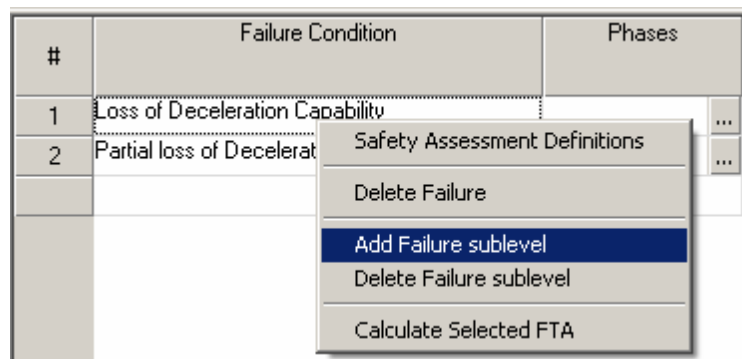 # Failure Condition Phases
1 Loss of Deceleration Capability ...
2 Partial loss of ...
Safety Assessment Definitions
Delete Failure
Add Failure sublevel
Delete Failure sublevel
Calculate Selected FTA